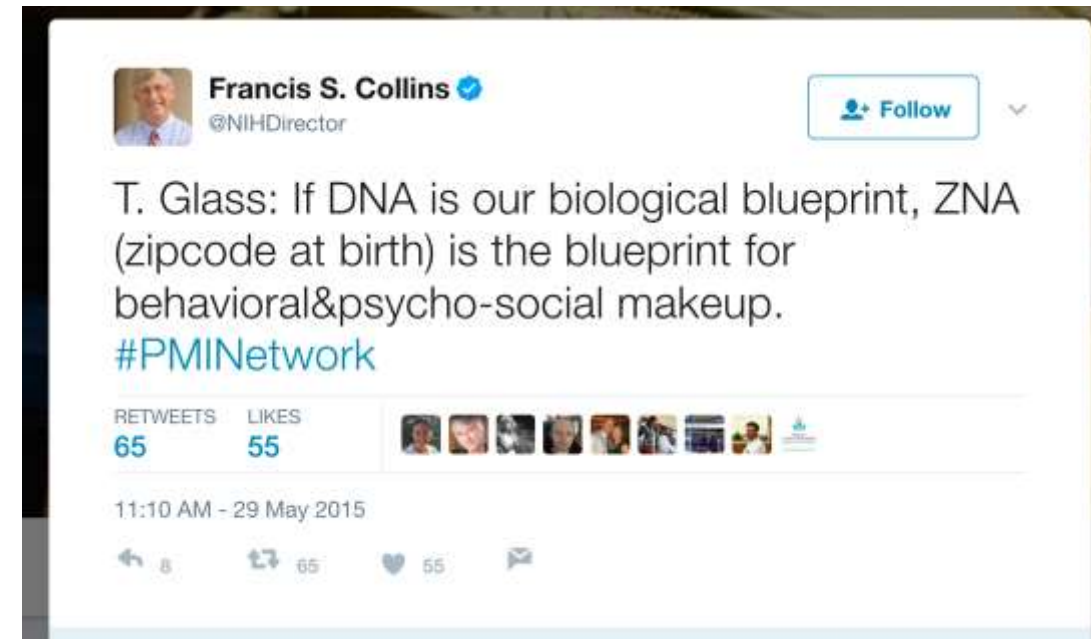 Francis S. Collins
@NIHDirector
Follow
T. Glass: If DNA is our biological blueprint, ZNA
(zipcode at birth) is the blueprint for
behavioral&psycho-social makeup.
#PMINetwork
RETWEETS LIKES
65 55
11:10 AM - 29 May 2015
8 65 55